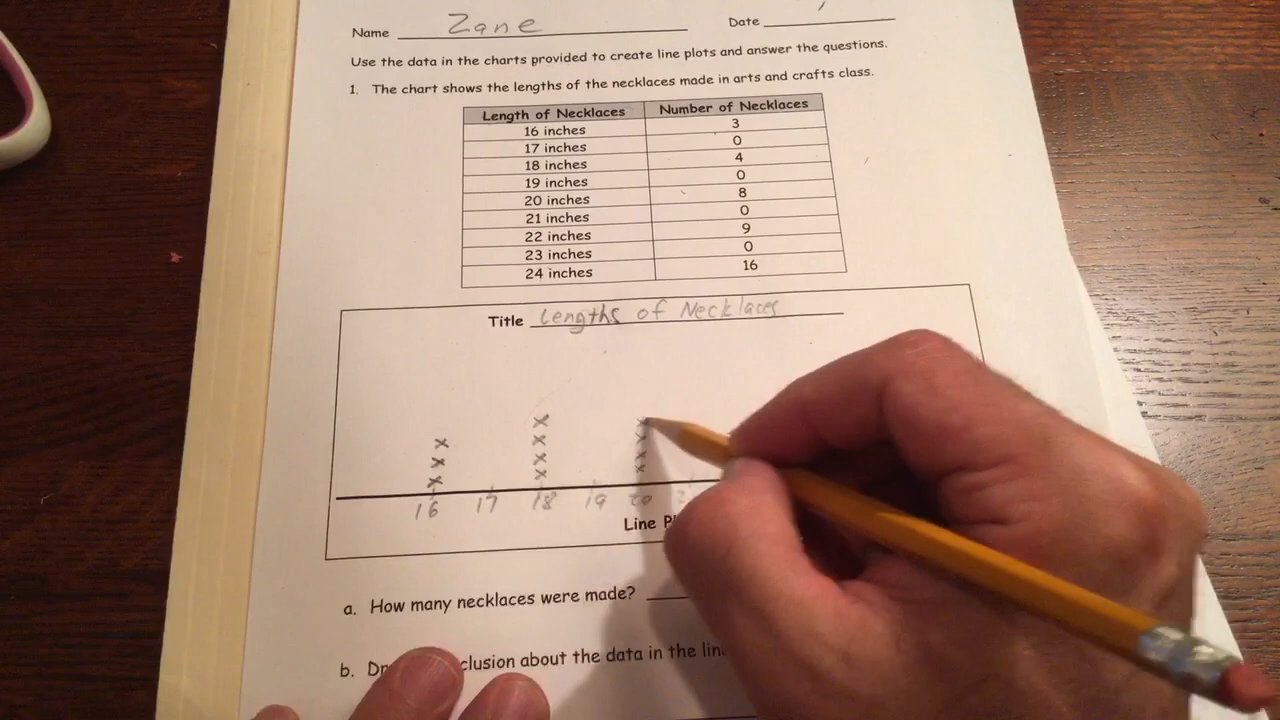 Name Zane Date
Use the data in the charts provided to create line plots and answer the questions.
1. The chart shows the lengths of the necklaces made in arts and crafts class.
Length of Necklaces Number of Necklaces
16 inches 3
17 inches 0
18 inches 4
19 inches 0
20 inches 8
21 inches 0
22 inches 9
23 inches 0
24 inches 16
Title Lengths of Necklaces
x x x
x x x x
x x x
x x x
16 17 18 19 20
Line
a. How many necklaces were made?
b. about the data in the